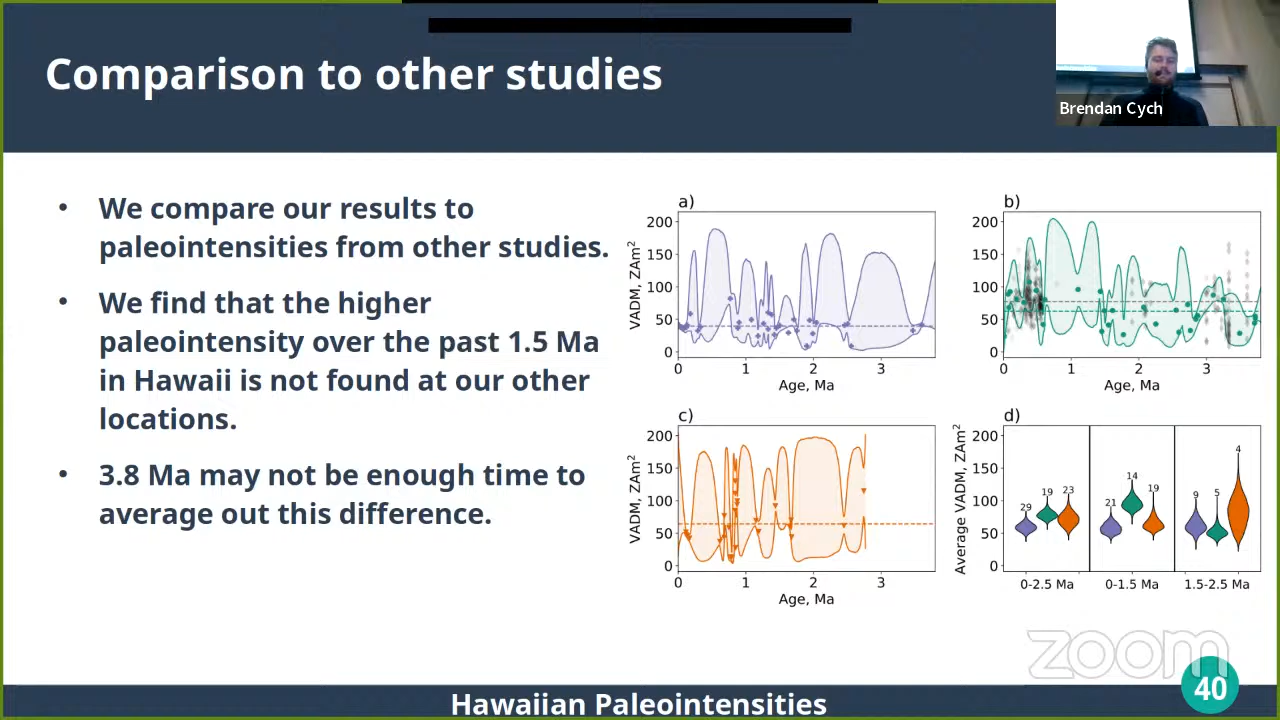 Comparison to other studies
Brendan Cych
• We compare our results to
paleointensities from other studies.
• We find that the higher
paleointensity over the past 1.5 Ma
in Hawaii is not found at our other
locations.
• 3.8 Ma may not be enough time to
average out this difference.
a)
200
150
100
50
0
VADM, ZAm²
0 1 2 3
Age, Ma
b)
200
150
100
50
0
0 1 2 3
Age, Ma
c)
200
150
100
50
0
VADM, ZAm²
0 1 2 3
Age, Ma
d)
200
150
100
50
0
Average VADM, ZAm²
29 19 23
21 14 19
9 5 4
0-2.5 Ma 0-1.5 Ma 1.5-2.5 Ma
zoom
Hawaiian Paleointensities
40